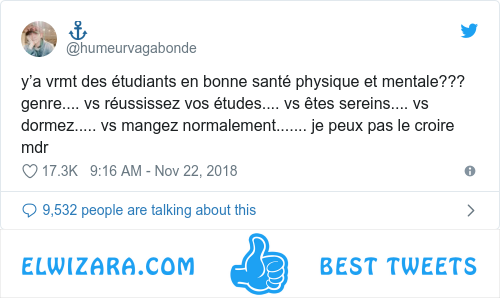 @humeurvagabonde
y’a vrmt des étudiants en bonne santé physique et mentale???
genre.... vs réussissez vos études.... vs êtes sereins.... vs
dormez..... vs mangez normalement....... je peux pas le croire
mdr
17.3K 9:16 AM - Nov 22, 2018
9,532 people are talking about this
ELWIZARA.COM BEST TWEETS